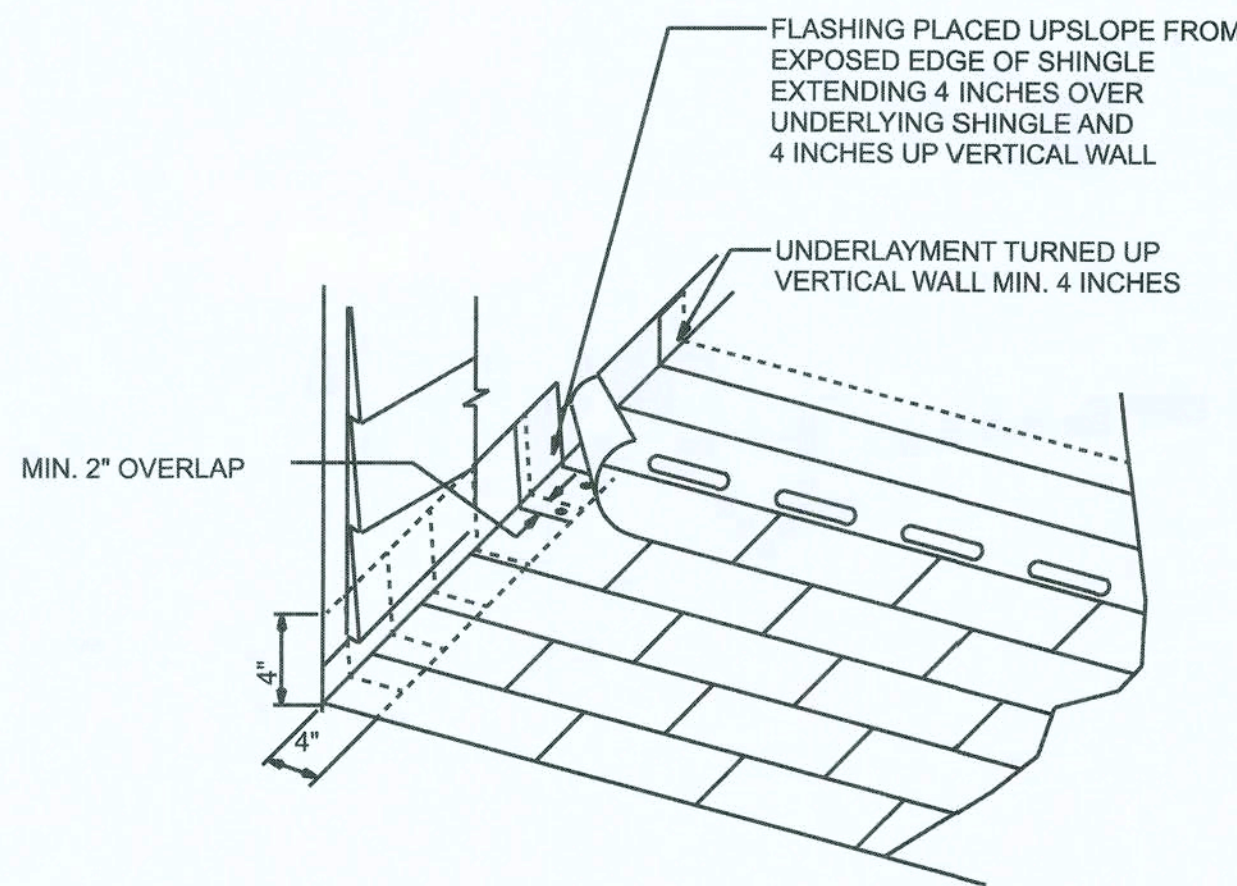 FLASHING PLACED UPSLOPE FROM
EXPOSED EDGE OF SHINGLE
EXTENDING 4 INCHES OVER
UNDERLYING SHINGLE AND
4 INCHES UP VERTICAL WALL
UNDERLAYMENT TURNED UP
VERTICAL WALL MIN. 4 INCHES
MIN. 2" OVERLAP
4"
4"